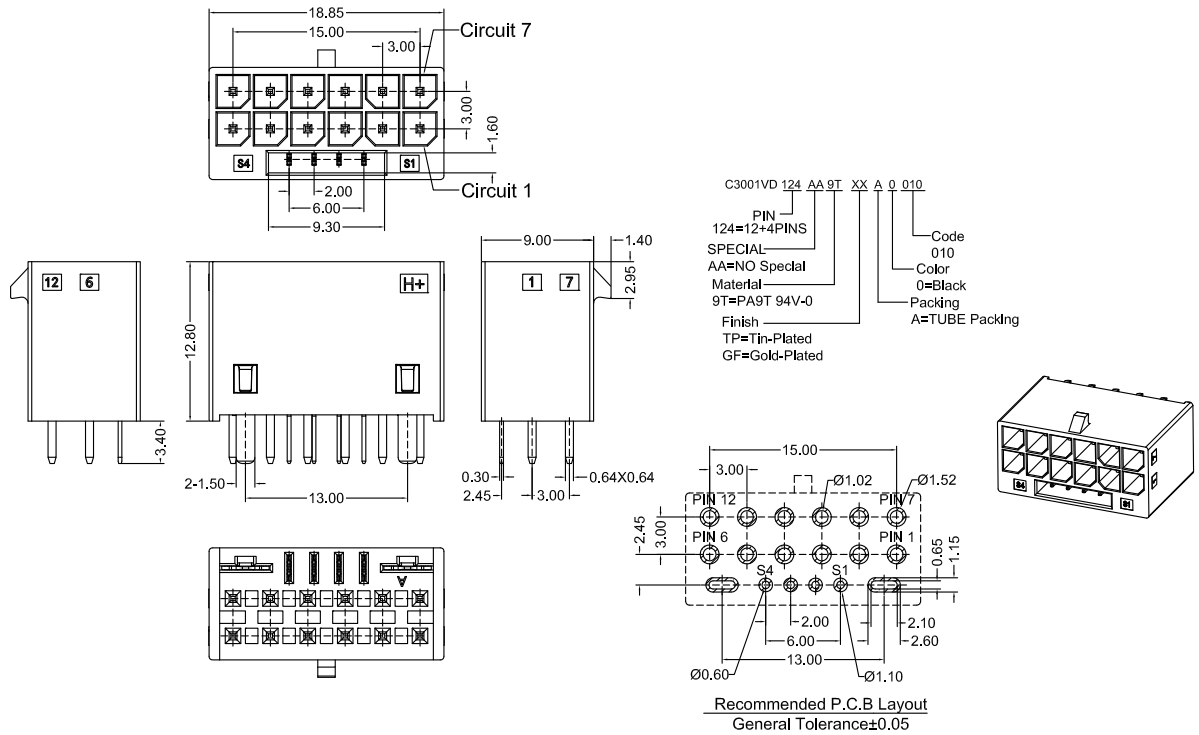 18.85
15.00
3.00
Circuit 7
3.00
1.60
S4
S1
Circuit 1
2.00
6.00
9.30
C3001VD 124 AA 9T XX A 0 010
PIN
124=12+4PINS
SPECIAL
AA=NO Special
Material
9T=PA9T 94V-0
Finish
TP=Tin-Plated
GF=Gold-Plated
Code
010
Color
0=Black
Packing
A=TUBE Packing
12 6
3.40
12.80
H+
2-1.50
13.00
9.00
1.40
2.95
1 7
0.30
2.45
3.00
0.64X0.64
A
S4
S1
15.00
3.00
Ø1.02
Ø1.52
PIN 12
PIN 7
2.45
3.00
PIN 6
PIN 1
S4
S1
0.65
1.15
2.00
2.10
6.00
2.60
13.00
Ø0.60
Ø1.10
Recommended P.C.B Layout
General Tolerance±0.05